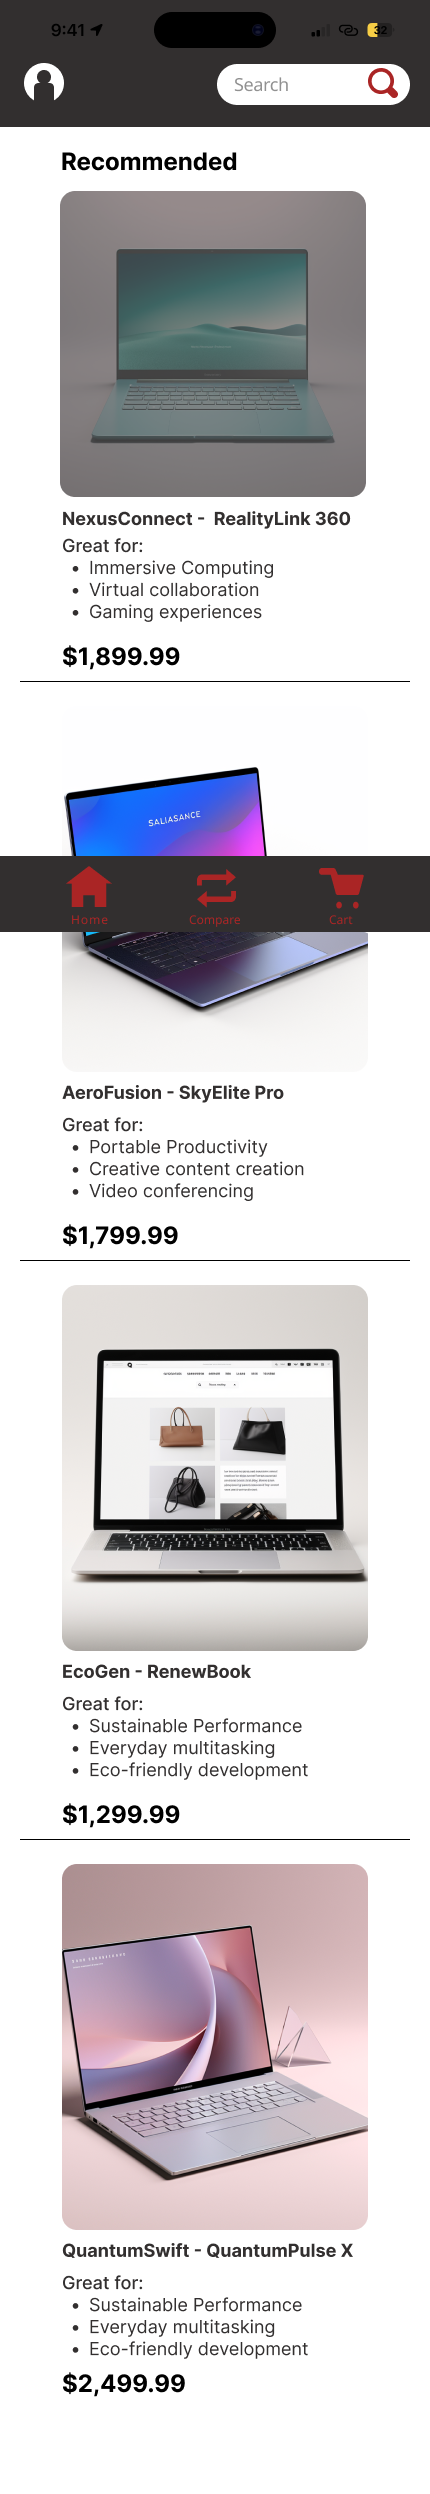 9:41
32
Search
Recommended
NexusConnect - RealityLink 360
Great for:
• Immersive Computing
• Virtual collaboration
• Gaming experiences
$1,899.99
SALIASANCE
Home
Compare
Cart
AeroFusion - SkyElite Pro
Great for:
• Portable Productivity
• Creative content creation
• Video conferencing
$1,799.99
EcoGen - RenewBook
Great for:
• Sustainable Performance
• Everyday multitasking
• Eco-friendly development
$1,299.99
QuantumSwift - QuantumPulse X
Great for:
• Sustainable Performance
• Everyday multitasking
• Eco-friendly development
$2,499.99